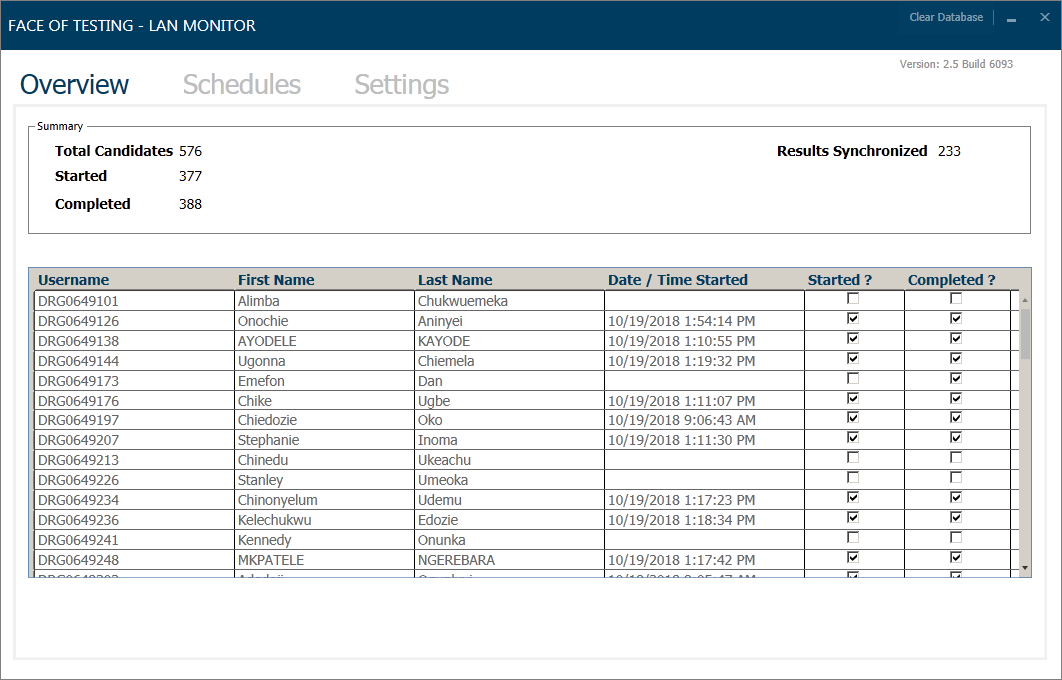 FACE OF TESTING - LAN MONITOR
Clear Database
Version: 2.5 Build 6093
Overview Schedules Settings
Summary
Total Candidates 576 Results Synchronized 233
Started 377
Completed 388
Username First Name Last Name Date / Time Started Started ? Completed ?
DRG0649101 Alimba Chukwuemeka
DRG0649126 Onochie Aninyei 10/19/2018 1:54:14 PM
DRG0649138 AYODELE KAYODE 10/19/2018 1:10:55 PM
DRG0649144 Ugonna Chiemela 10/19/2018 1:19:32 PM
DRG0649173 Emefon Dan
DRG0649176 Chike Ugbe 10/19/2018 1:11:07 PM
DRG0649197 Chiedozie Oko 10/19/2018 9:06:43 AM
DRG0649207 Stephanie Inoma 10/19/2018 1:11:30 PM
DRG0649213 Chinedu Ukeachu
DRG0649226 Stanley Umeoka
DRG0649234 Chinonyelum Udemu 10/19/2018 1:17:23 PM
DRG0649236 Kelechukwu Edozie 10/19/2018 1:18:34 PM
DRG0649241 Kennedy Onunka
DRG0649248 MKPATELE NGEREBARA 10/19/2018 1:17:42 PM